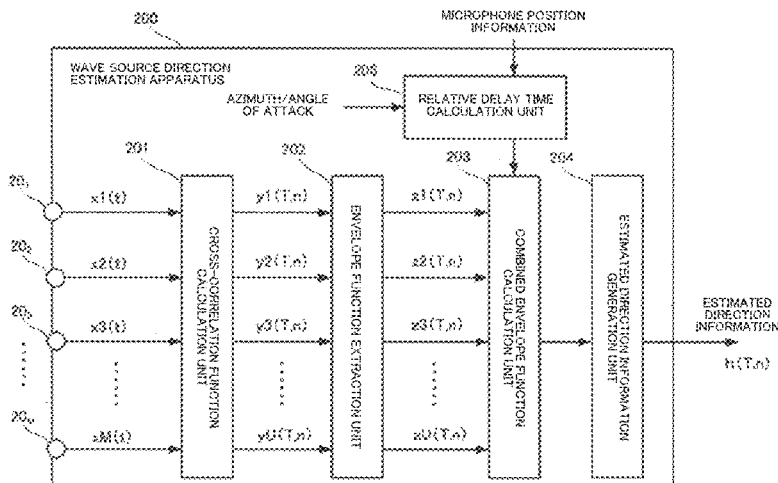 200
MICROPHONE POSITION
INFORMATION
WAVE SOURCE DIRECTION
ESTIMATION APPARATUS
205
AZIMUTH/ANGLE
OF ATTACK
RELATIVE DELAY TIME
CALCULATION UNIT
201
202
203
204
20₁
x1(t)
y1(T,n)
z1(T,n)
20₂
x2(t)
y2(T,n)
z2(T,n)
20₃
x3(t)
y3(T,n)
z3(T,n)
20M
xM(t)
yU(T,n)
zU(T,n)
CROSS-CORRELATION FUNCTION
CALCULATION UNIT
ENVELOPE FUNCTION EXTRACTION UNIT
COMBINED ENVELOPE FUNCTION
CALCULATION UNIT
ESTIMATED DIRECTION INFORMATION
GENERATION UNIT
ESTIMATED
DIRECTION
INFORMATION
h(T,n)